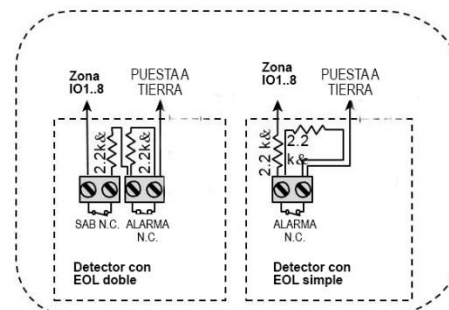 Zona
IO1..8
PUESTA A
TIERRA
2.2k&
2.2k&
SAB N.C.
ALARMA
N.C.
Detector con
EOL doble
Zona
IO1..8
PUESTA A
TIERRA
2.2 k&
2.2
k&
ALARMA
N.C.
Detector con
EOL simple